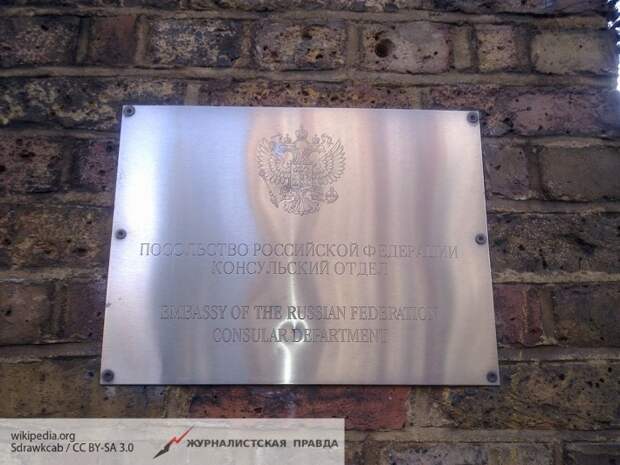 ПОСОЛЬСТВО РОССИЙСКОЙ ФЕДЕРАЦИИ
КОНСУЛЬСКИЙ ОТДЕЛ
EMBASSY OF THE RUSSIAN FEDERATION
CONSULAR DEPARTMENT
wikipedia.org
Sdrawkcab / CC BY-SA 3.0
ЖУРНАЛИСТСКАЯ ПРАВДА